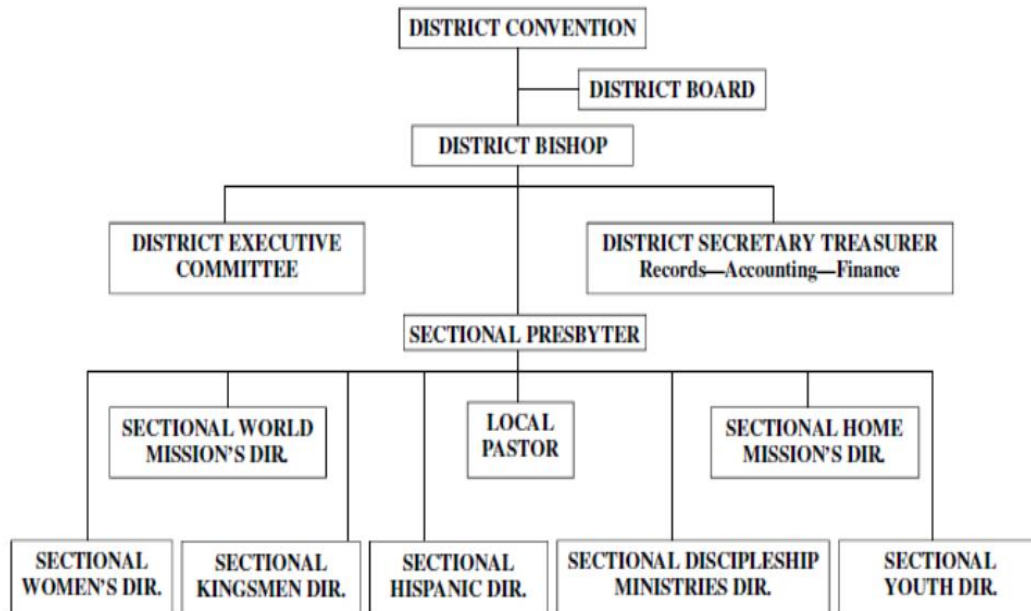 DISTRICT CONVENTION
DISTRICT BOARD
DISTRICT BISHOP
DISTRICT EXECUTIVE
COMMITTEE
DISTRICT SECRETARY TREASURER
Records—Accounting—Finance
SECTIONAL PRESBYTER
SECTIONAL WORLD
MISSION'S DIR.
LOCAL
PASTOR
SECTIONAL HOME
MISSION'S DIR.
SECTIONAL
WOMEN'S DIR.
SECTIONAL
KINGSMEN DIR.
SECTIONAL
HISPANIC DIR.
SECTIONAL DISCIPLESHIP
MINISTRIES DIR.
SECTIONAL
YOUTH DIR.